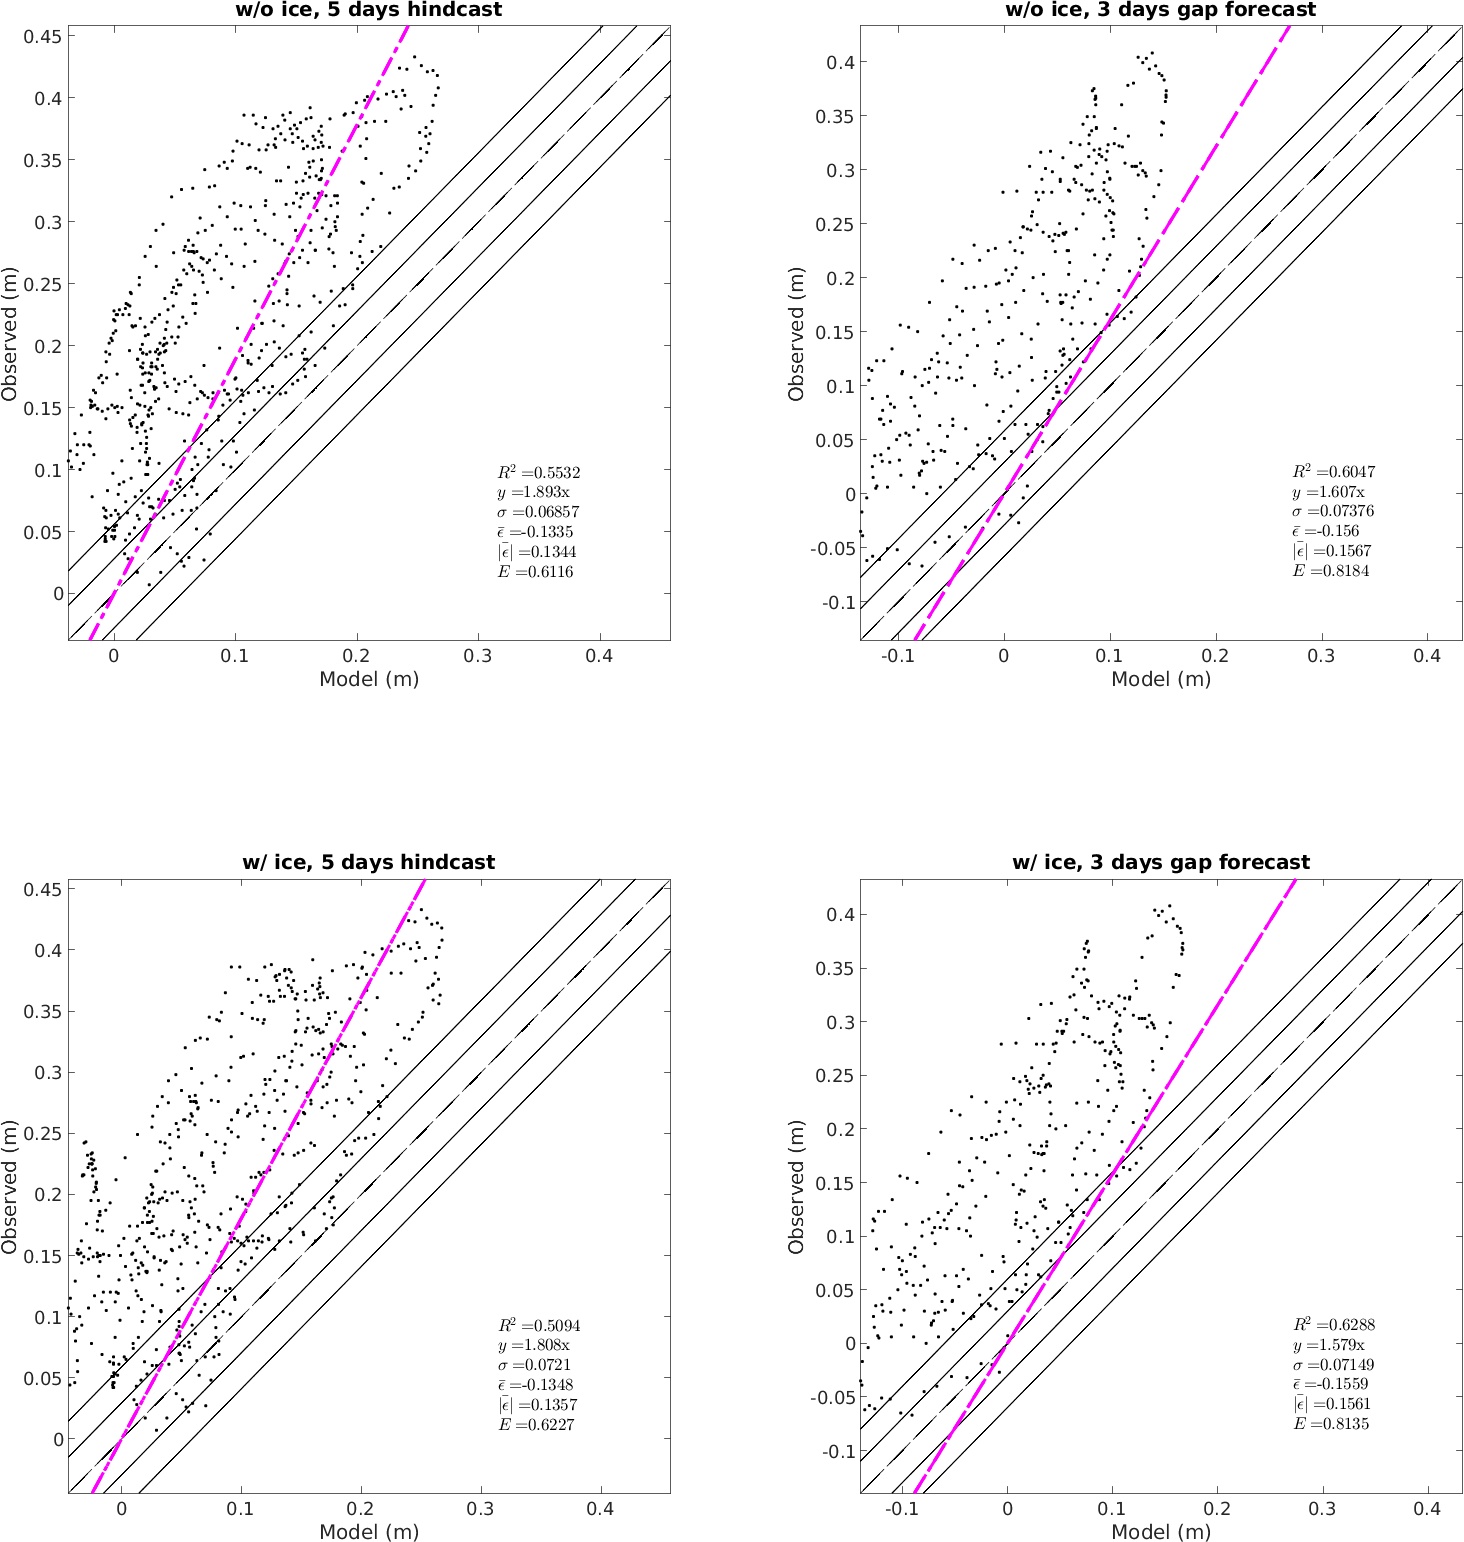 w/o ice, 5 days hindcast
0.45
0.4
0.35
0.3
0.25
0.2
0.15
0.1
0.05
0
Observed (m)
R² =0.5532
y =1.893x
σ =0.06857
ε̄ =-0.1335
|ε̄| =0.1344
E =0.6116
0 0.1 0.2 0.3 0.4
Model (m)
w/o ice, 3 days gap forecast
0.4
0.35
0.3
0.25
0.2
0.15
0.1
0.05
0
-0.05
-0.1
Observed (m)
R² =0.6047
y =1.607x
σ =0.07376
ε̄ =-0.156
|ε̄| =0.1567
E =0.8184
-0.1 0 0.1 0.2 0.3 0.4
Model (m)
w/ ice, 5 days hindcast
0.45
0.4
0.35
0.3
0.25
0.2
0.15
0.1
0.05
0
Observed (m)
R² =0.5094
y =1.808x
σ =0.0721
ε̄ =-0.1348
|ε̄| =0.1357
E =0.6227
0 0.1 0.2 0.3 0.4
Model (m)
w/ ice, 3 days gap forecast
0.4
0.35
0.3
0.25
0.2
0.15
0.1
0.05
0
-0.05
-0.1
Observed (m)
R² =0.6288
y =1.579x
σ =0.07149
ε̄ =-0.1559
|ε̄| =0.1561
E =0.8135
-0.1 0 0.1 0.2 0.3 0.4
Model (m)